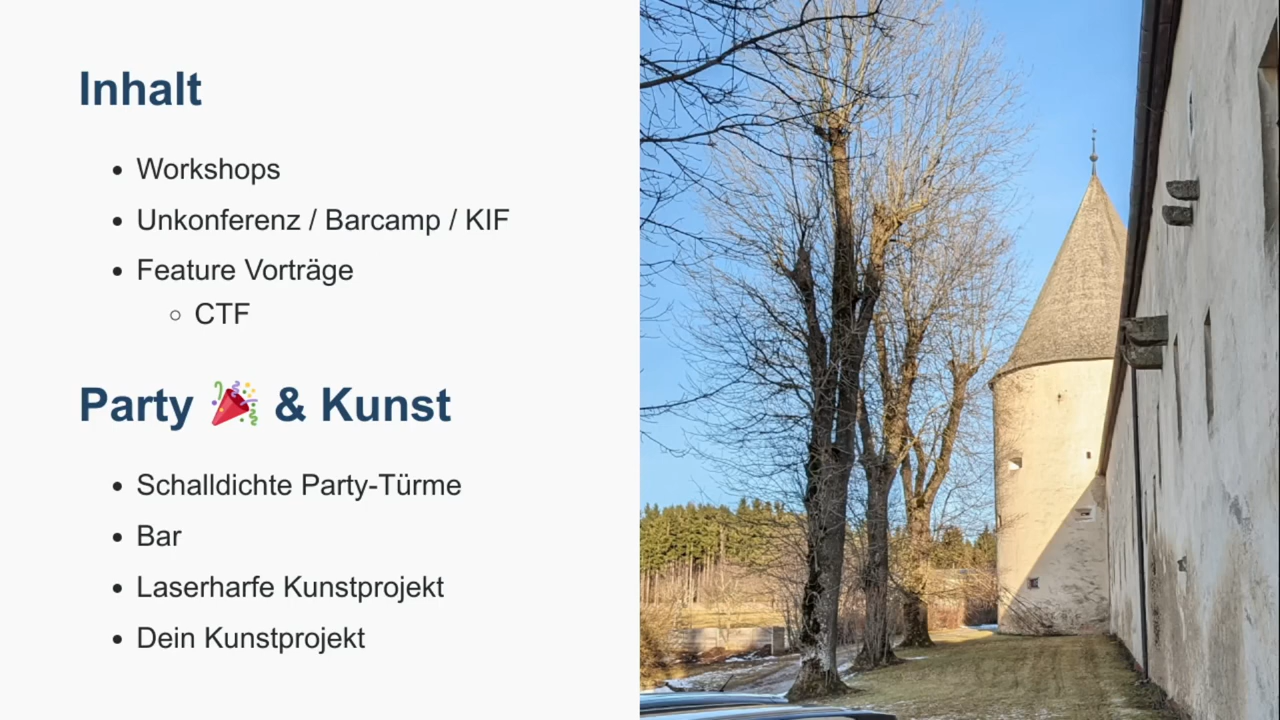 Inhalt
Workshops
Unkonferenz / Barcamp / KIF
Feature Vorträge
CTF
Party 🎉 & Kunst
Schalldichte Party-Türme
Bar
Laserharfe Kunstprojekt
Dein Kunstprojekt